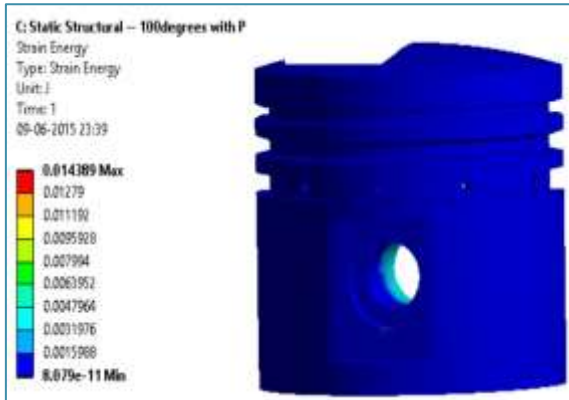 C: Static Structural -- 100degrees with P
Strain Energy
Type: Strain Energy
Unit: J
Time: 1
09-06-2015 23:39
0.014389 Max
0.01279
0.011192
0.0095928
0.007994
0.0063952
0.0047964
0.0031976
0.0015988
8.079e-11 Min